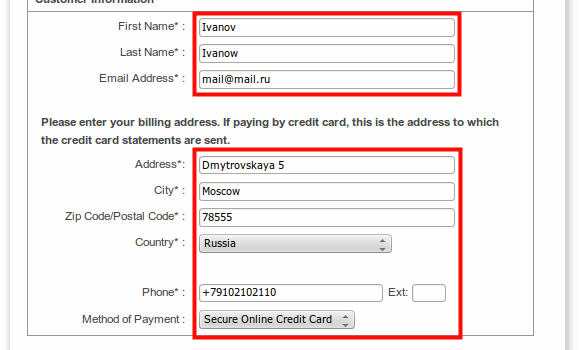 Customer Information
First Name* : Ivanov
Last Name* : Ivanow
Email Address* : mail@mail.ru
Please enter your billing address. If paying by credit card, this is the address to which
the credit card statements are sent.
Address*: Dmytrovskaya 5
City* : Moscow
Zip Code/Postal Code* : 78555
Country* : Russia
Phone* : +79102102110 Ext:
Method of Payment : Secure Online Credit Card